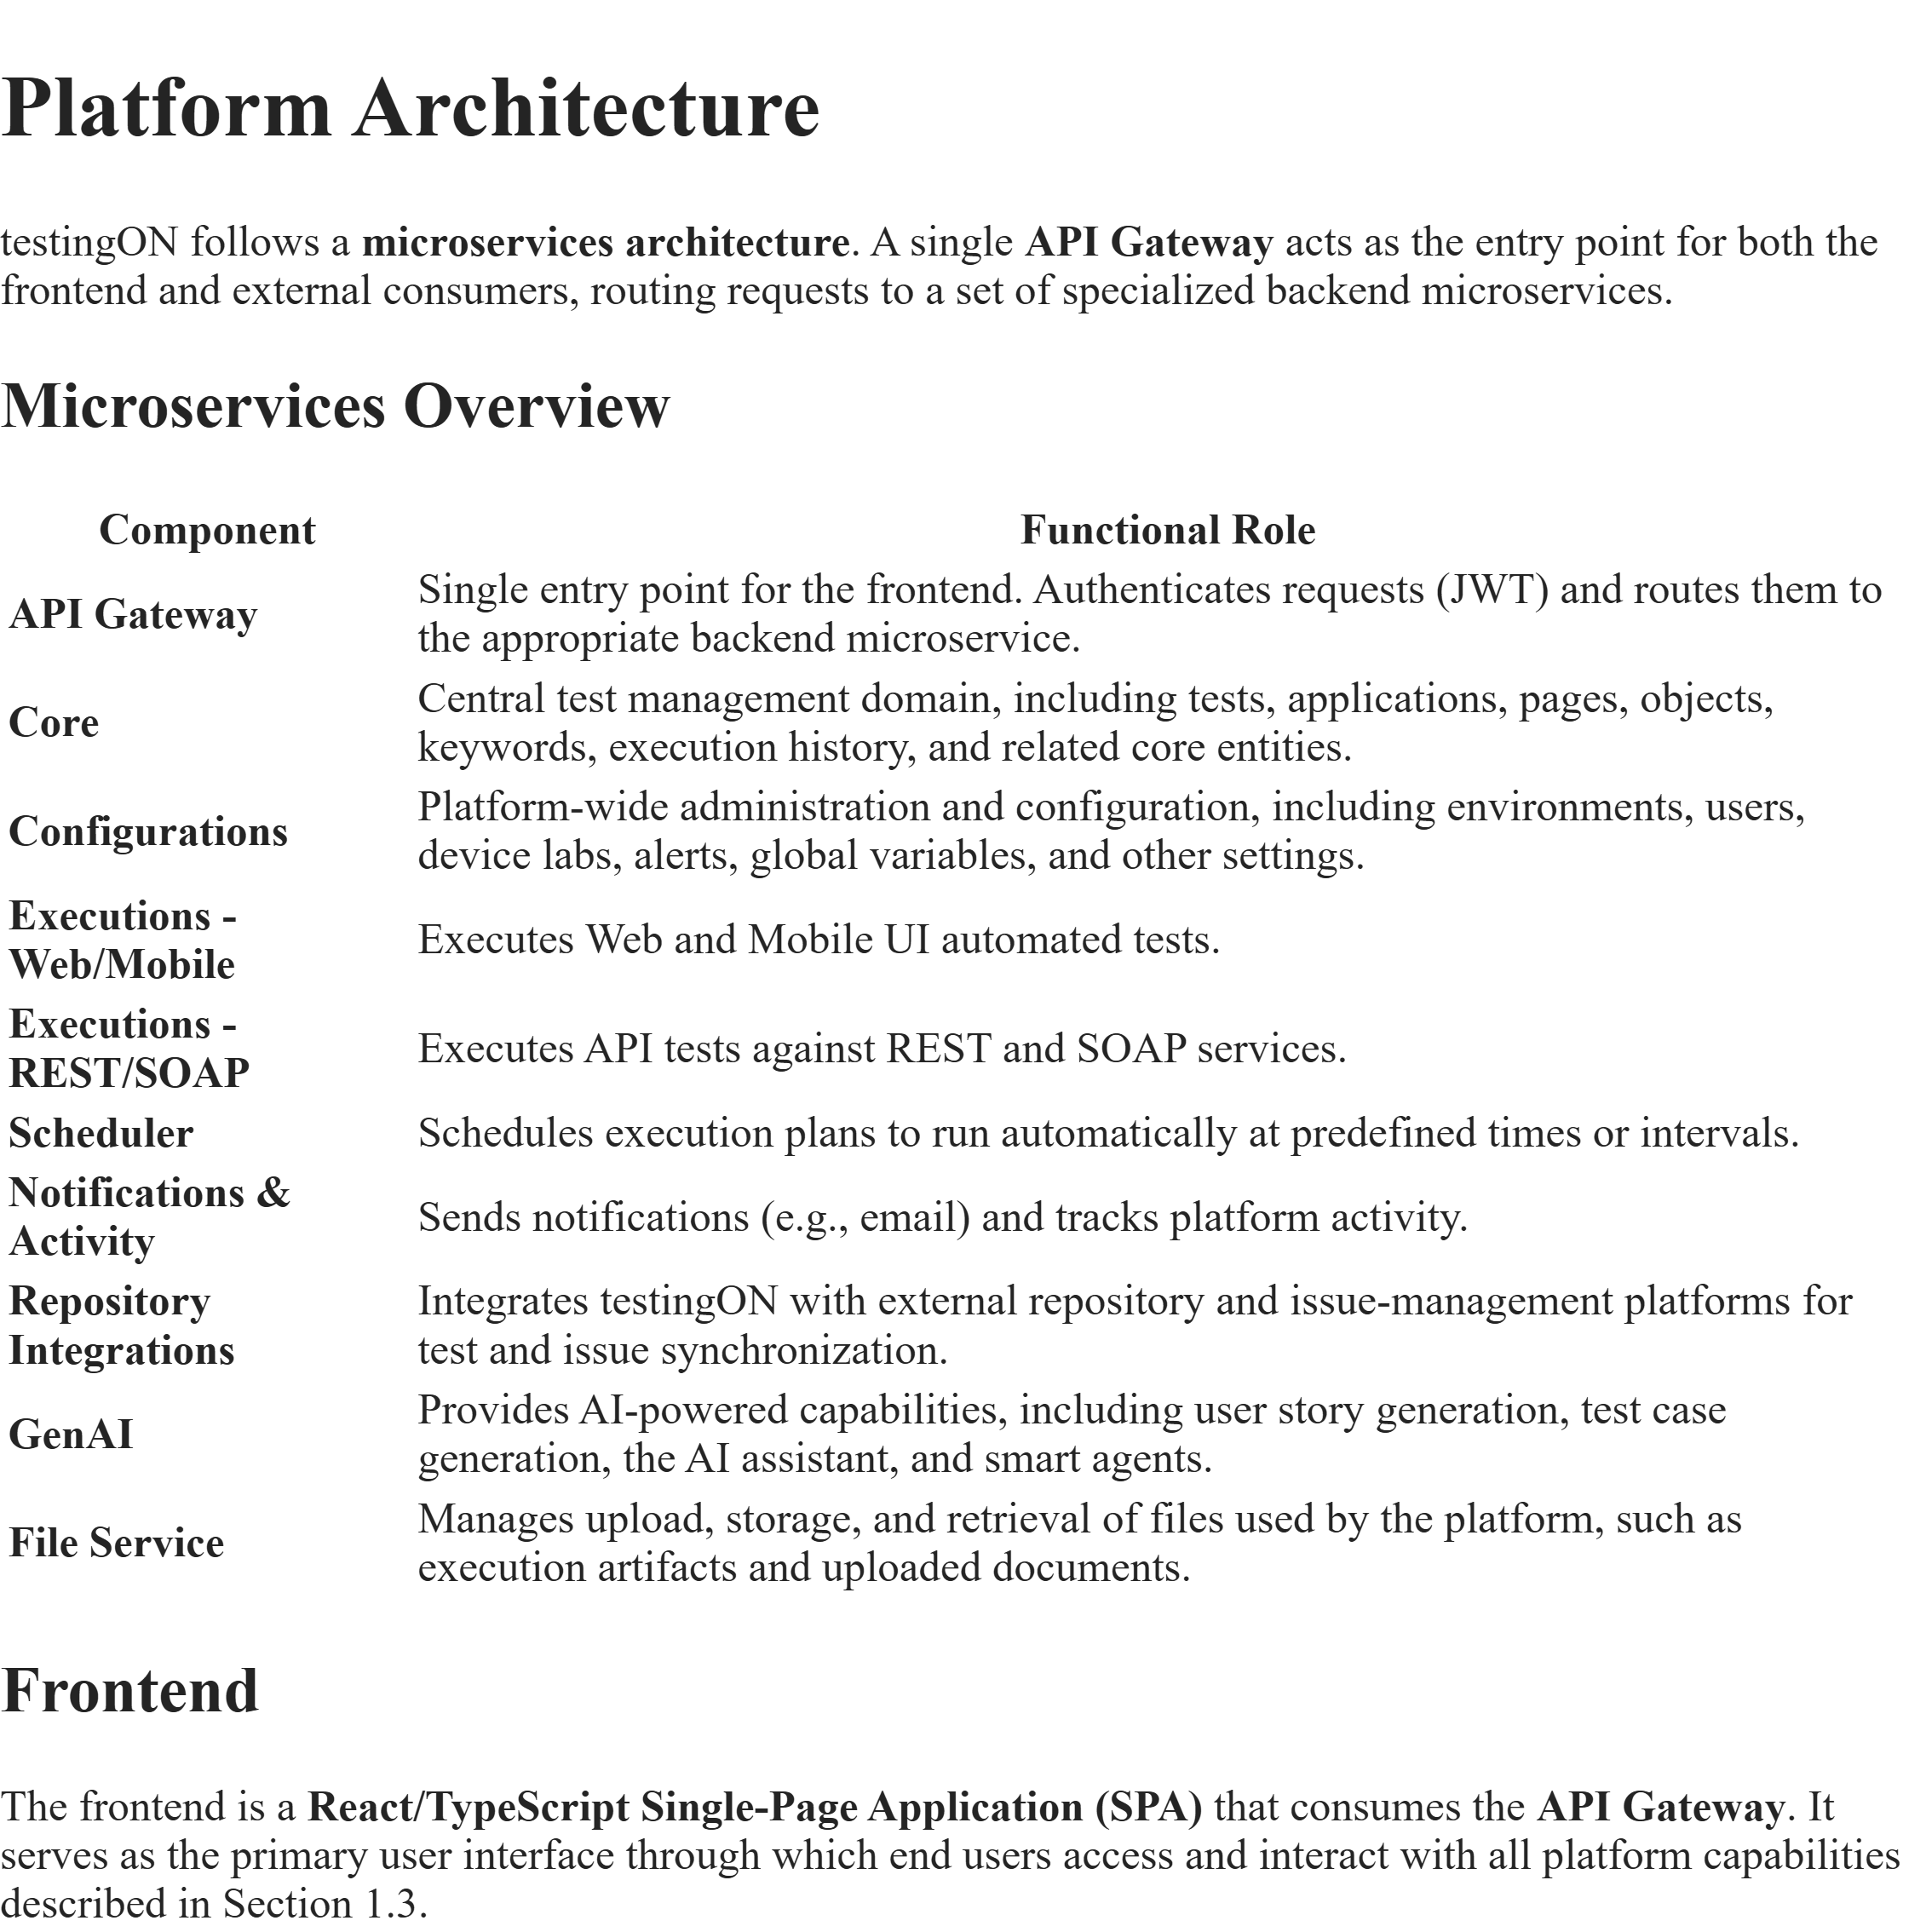 Platform Architecture
testingON follows a microservices architecture. A single API Gateway acts as the entry point for both the
frontend and external consumers, routing requests to a set of specialized backend microservices.
Microservices Overview
Component Functional Role
API Gateway
Single entry point for the frontend. Authenticates requests (JWT) and routes them to
the appropriate backend microservice.
Core
Central test management domain, including tests, applications, pages, objects,
keywords, execution history, and related core entities.
Configurations
Platform-wide administration and configuration, including environments, users,
device labs, alerts, global variables, and other settings.
Executions -
Web/Mobile
Executes Web and Mobile UI automated tests.
Executions -
REST/SOAP
Executes API tests against REST and SOAP services.
Scheduler
Schedules execution plans to run automatically at predefined times or intervals.
Notifications &
Activity
Sends notifications (e.g., email) and tracks platform activity.
Repository
Integrations
Integrates testingON with external repository and issue-management platforms for
test and issue synchronization.
GenAI
Provides AI-powered capabilities, including user story generation, test case
generation, the AI assistant, and smart agents.
File Service
Manages upload, storage, and retrieval of files used by the platform, such as
execution artifacts and uploaded documents.
Frontend
The frontend is a React/TypeScript Single-Page Application (SPA) that consumes the API Gateway. It
serves as the primary user interface through which end users access and interact with all platform capabilities
described in Section 1.3.